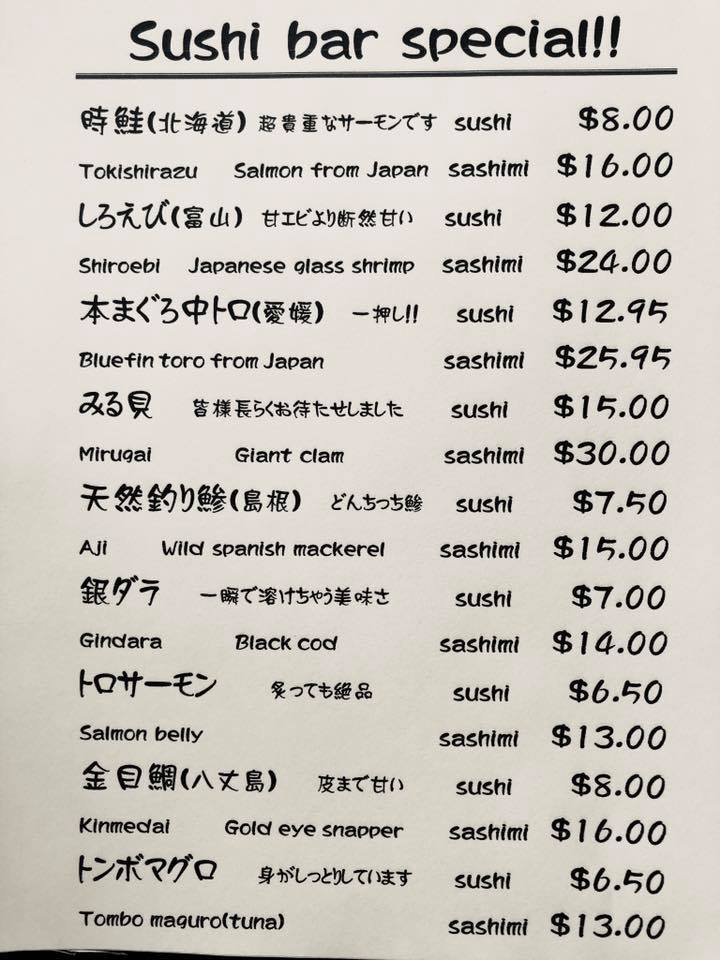 Sushi bar special!!
時鮭(北海道) 超貴重なサーモンです sushi $8.00
Tokishirazu Salmon from Japan sashimi $16.00
しろえび(富山) 甘エビより断然甘い sushi $12.00
Shiroebi Japanese glass shrimp sashimi $24.00
本まぐろ中トロ(愛媛) 一押し!! sushi $12.95
Bluefin toro from Japan sashimi $25.95
みる貝 皆様長らくお待たせしました sushi $15.00
Mirugai Giant clam sashimi $30.00
天然釣り鯵(島根) どんちっち鯵 sushi $7.50
Aji Wild spanish mackerel sashimi $15.00
銀ダラ 一瞬で溶けちゃう美味さ sushi $7.00
Gindara Black cod sashimi $14.00
トロサーモン 炙っても絶品 sushi $6.50
Salmon belly sashimi $13.00
金目鯛(八丈島) 皮まで甘い sushi $8.00
Kinmedai Gold eye snapper sashimi $16.00
トンボマグロ 身がしっとりしています sushi $6.50
Tombo maguro(tuna) sashimi $13.00